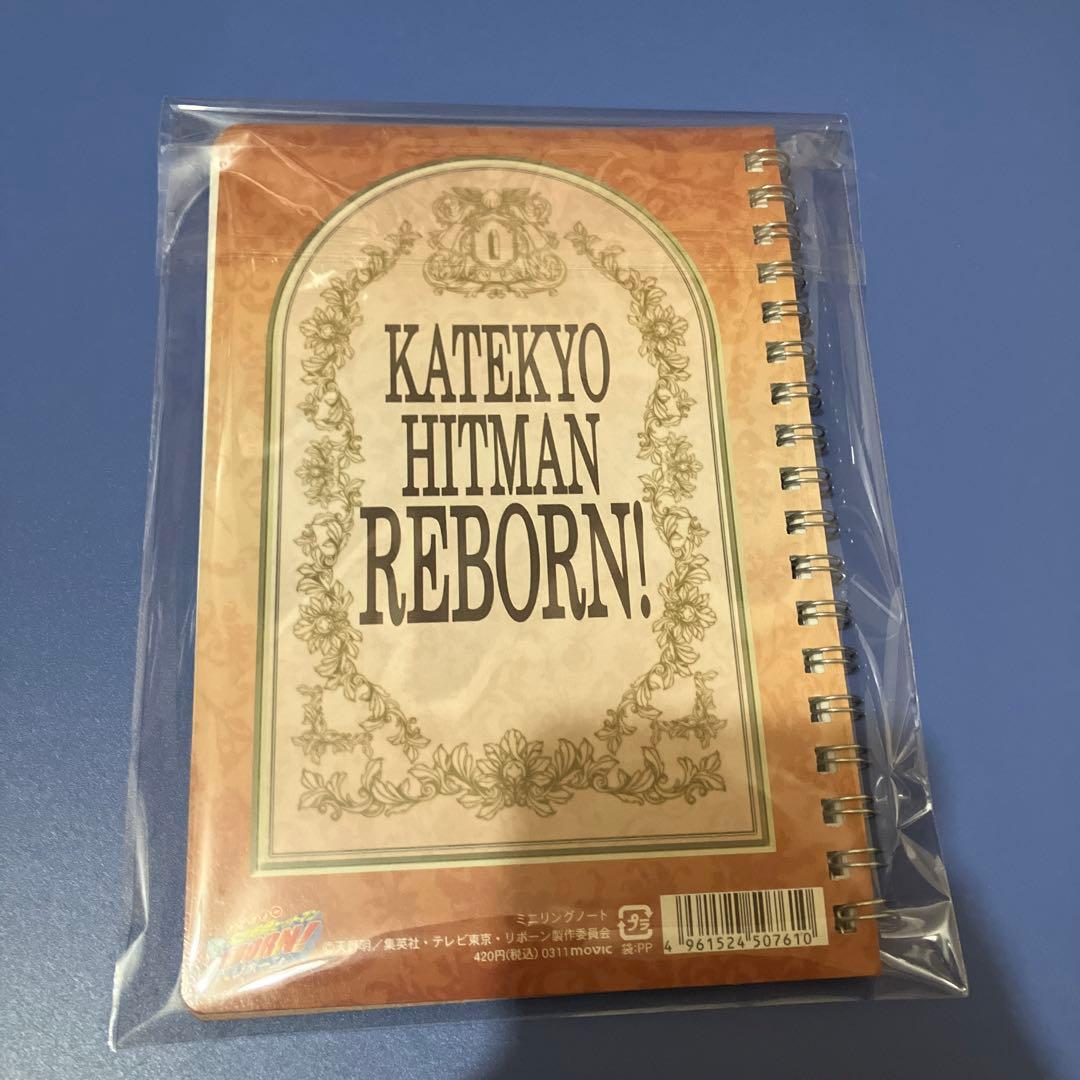 KATEKYO
HITMAN
REBORN!
ミニリングノート
©天野明／集英社・テレビ東京・リボーン製作委員会
420円(税込) 0311 movic
プラ
袋:PP
4 961524 507610